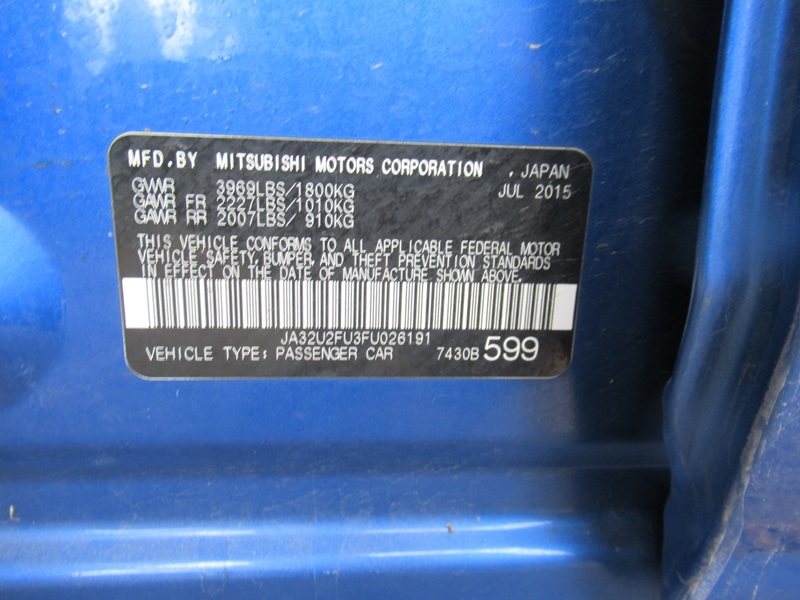 MFD. BY MITSUBISHI MOTORS CORPORATION , JAPAN
GVWR 3969LBS/1800KG JUL 2015
GAWR FR 2227LBS/1010KG
GAWR RR 2007LBS/ 910KG
THIS VEHICLE CONFORMS TO ALL APPLICABLE FEDERAL MOTOR
VEHICLE SAFETY, BUMPER, AND THEFT PREVENTION STANDARDS
IN EFFECT ON THE DATE OF MANUFACTURE SHOWN ABOVE.
JA32U2FU3FU026191
VEHICLE TYPE: PASSENGER CAR 7430B 599